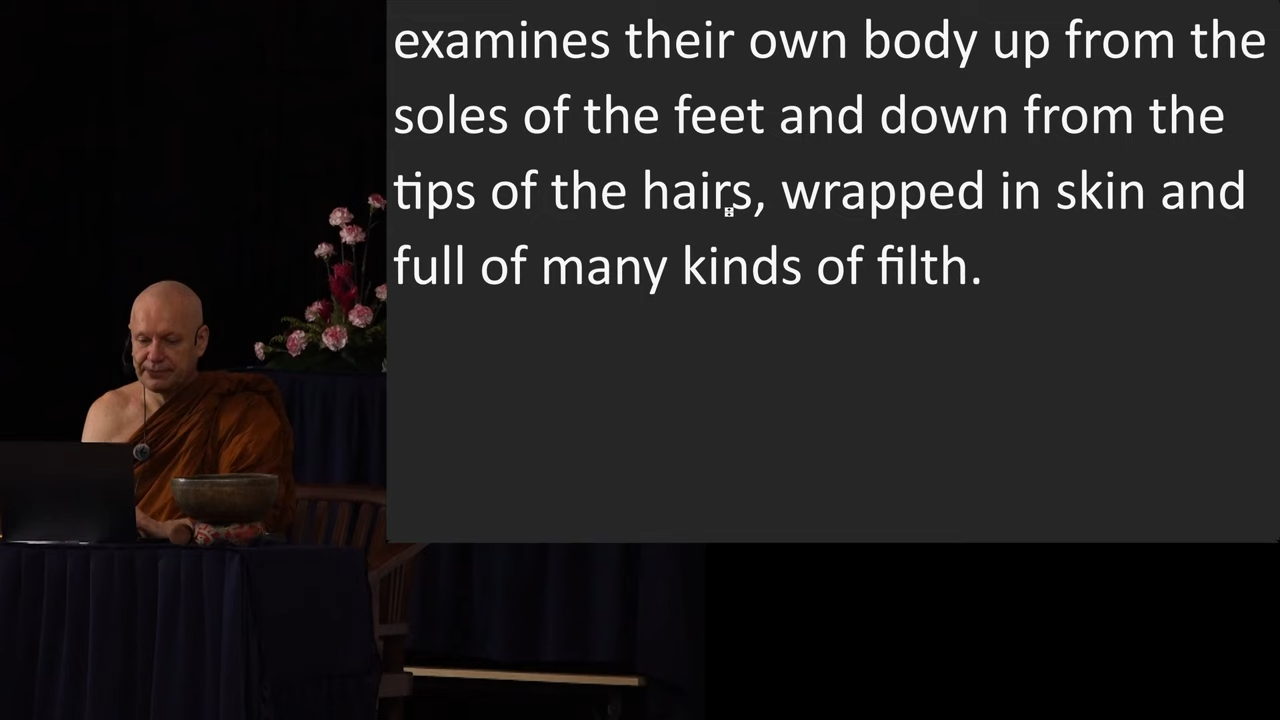 examines their own body up from the
soles of the feet and down from the
tips of the hairs, wrapped in skin and
full of many kinds of filth.